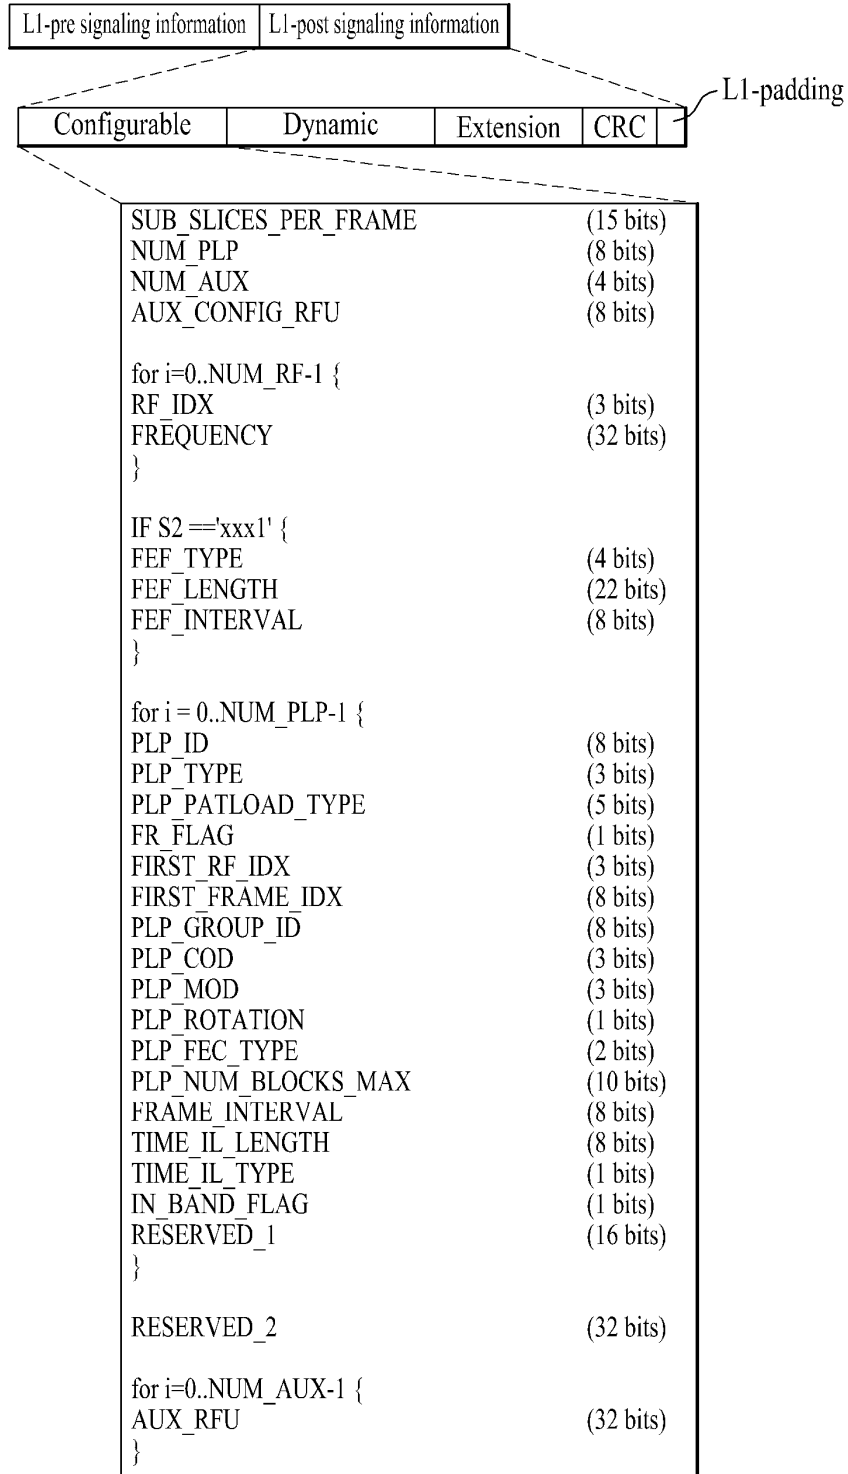 L1-pre signaling information L1-post signaling information
L1-padding
Configurable Dynamic Extension CRC
SUB_SLICES_PER_FRAME (15 bits)
NUM_PLP (8 bits)
NUM_AUX (4 bits)
AUX_CONFIG_RFU (8 bits)
for i=0..NUM_RF-1 {
RF_IDX (3 bits)
FREQUENCY (32 bits)
}
IF S2 =='xxx1' {
FEF_TYPE (4 bits)
FEF_LENGTH (22 bits)
FEF_INTERVAL (8 bits)
}
for i = 0..NUM_PLP-1 {
PLP_ID (8 bits)
PLP_TYPE (3 bits)
PLP_PATLOAD_TYPE (5 bits)
FR_FLAG (1 bits)
FIRST_RF_IDX (3 bits)
FIRST_FRAME_IDX (8 bits)
PLP_GROUP_ID (8 bits)
PLP_COD (3 bits)
PLP_MOD (3 bits)
PLP_ROTATION (1 bits)
PLP_FEC_TYPE (2 bits)
PLP_NUM_BLOCKS_MAX (10 bits)
FRAME_INTERVAL (8 bits)
TIME_IL_LENGTH (8 bits)
TIME_IL_TYPE (1 bits)
IN_BAND_FLAG (1 bits)
RESERVED_1 (16 bits)
}
RESERVED_2 (32 bits)
for i=0..NUM_AUX-1 {
AUX_RFU (32 bits)
}